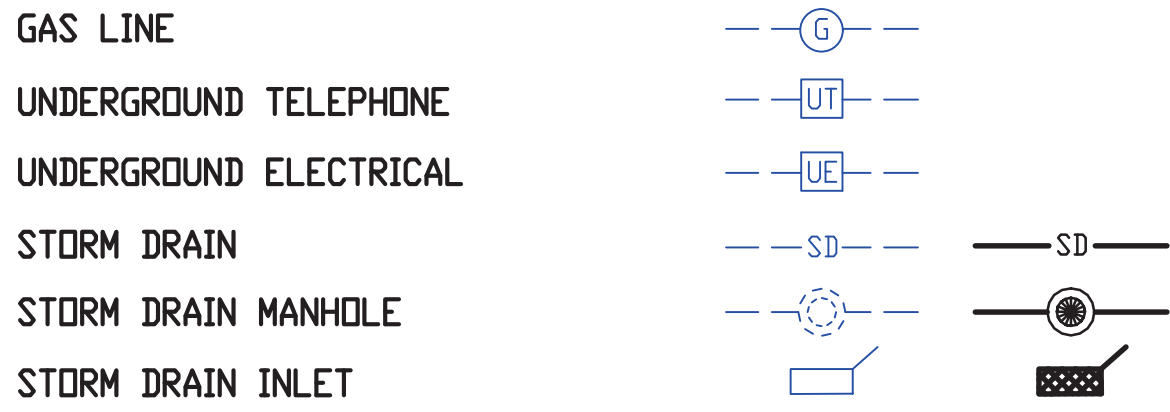 GAS LINE G
UNDERGROUND TELEPHONE UT
UNDERGROUND ELECTRICAL UE
STORM DRAIN SD SD
STORM DRAIN MANHOLE
STORM DRAIN INLET